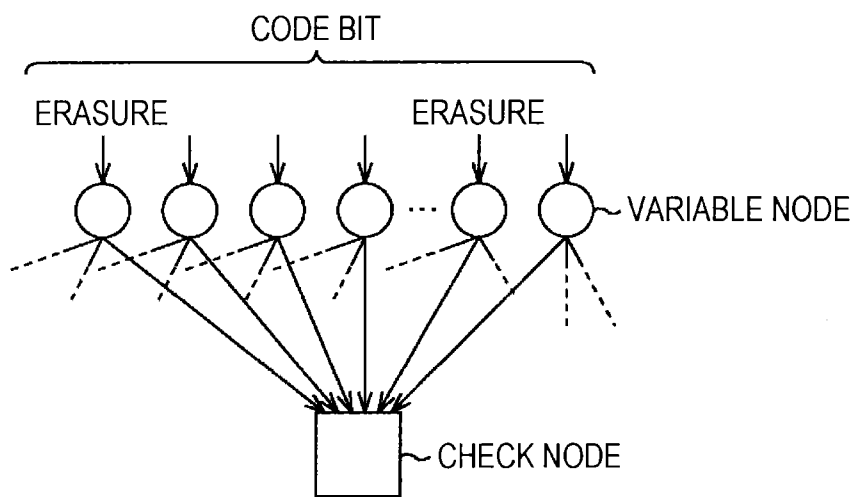 CODE BIT
ERASURE
ERASURE
...
VARIABLE NODE
CHECK NODE